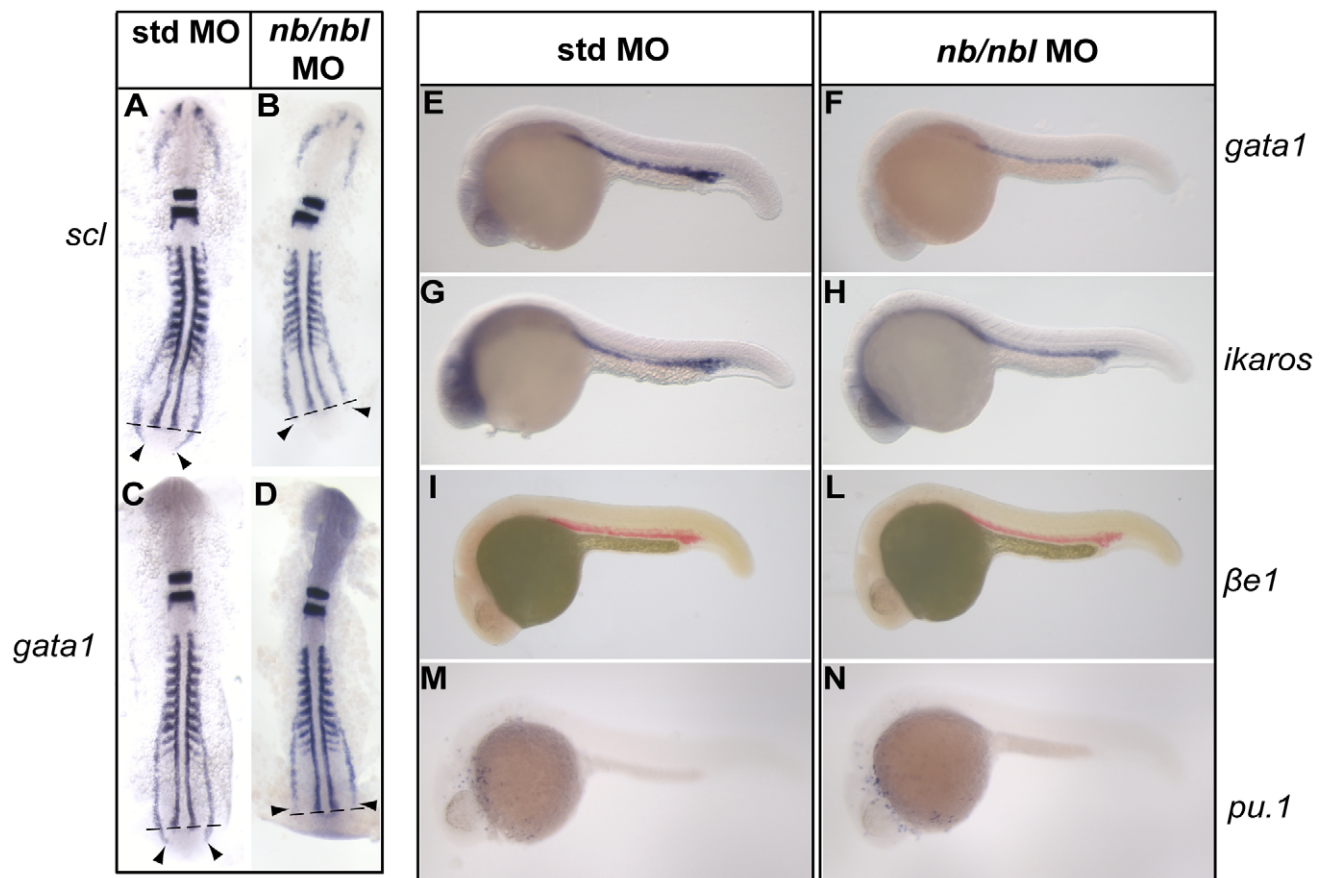 std MO
nb/nbl
MO
std MO
nb/nbl MO
A
B
scl
C
D
gata1
E
F
gata1
G
H
ikaros
I
L
βe1
M
N
pu.1